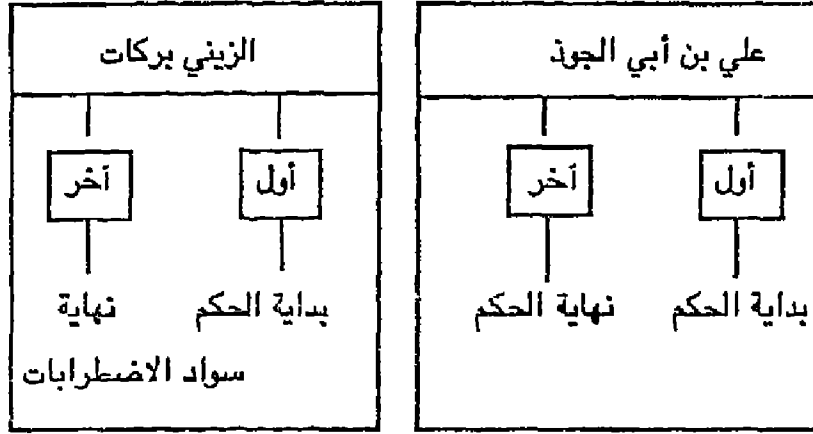 علي بن أبي الجوذ
أول
آخر
بداية الحكم
نهاية الحكم
الزيني بركات
أول
آخر
بداية الحكم
نهاية
سواد الاضطرابات